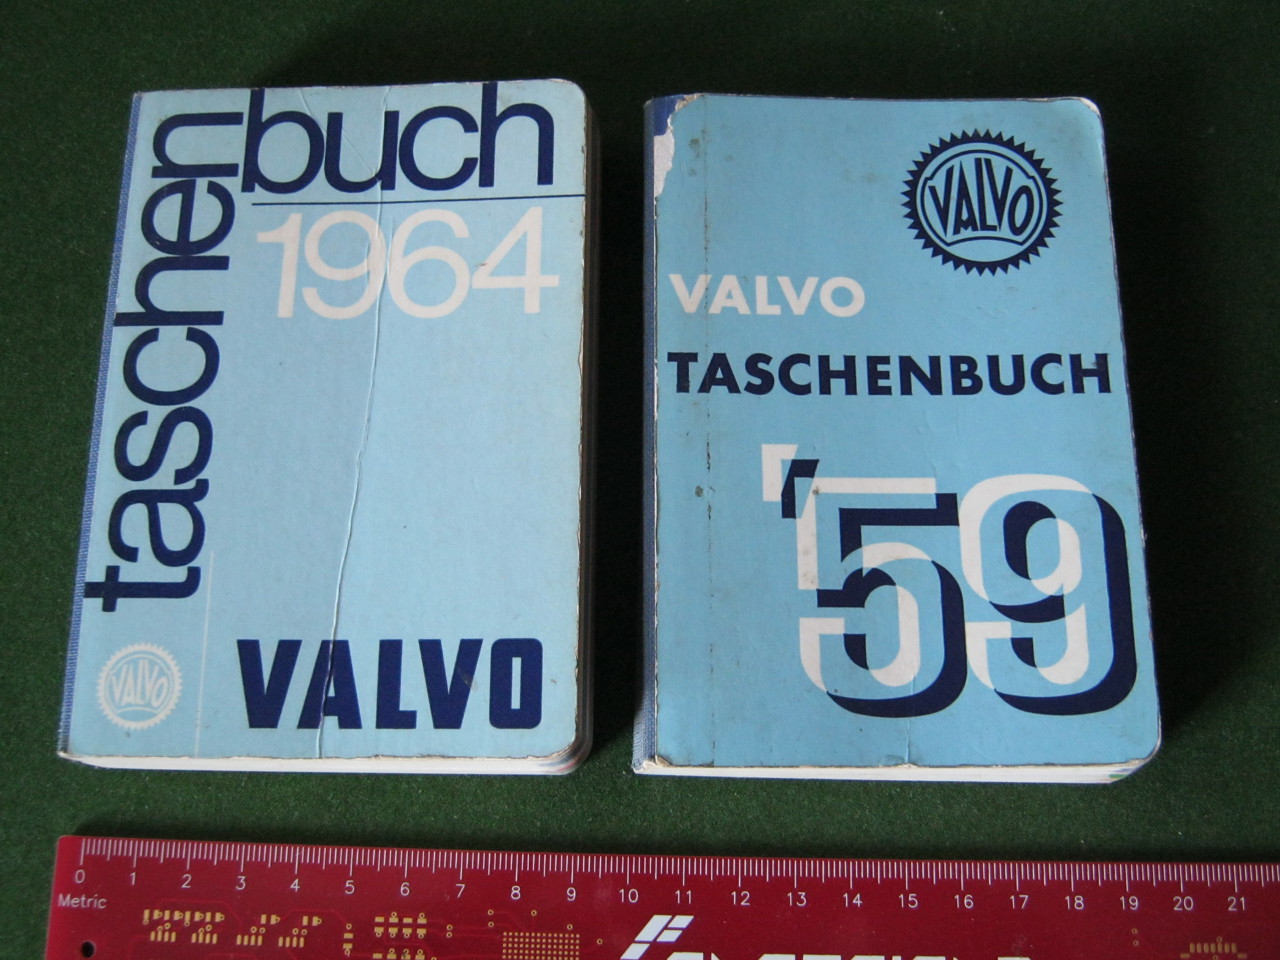 taschenbuch
1964
VALVO
VALVO
VALVO
VALVO
TASCHENBUCH
'59
0 1 2 3 4 5 6 7 8 9 10 11 12 13 14 15 16 17 18 19 20 21
Metric